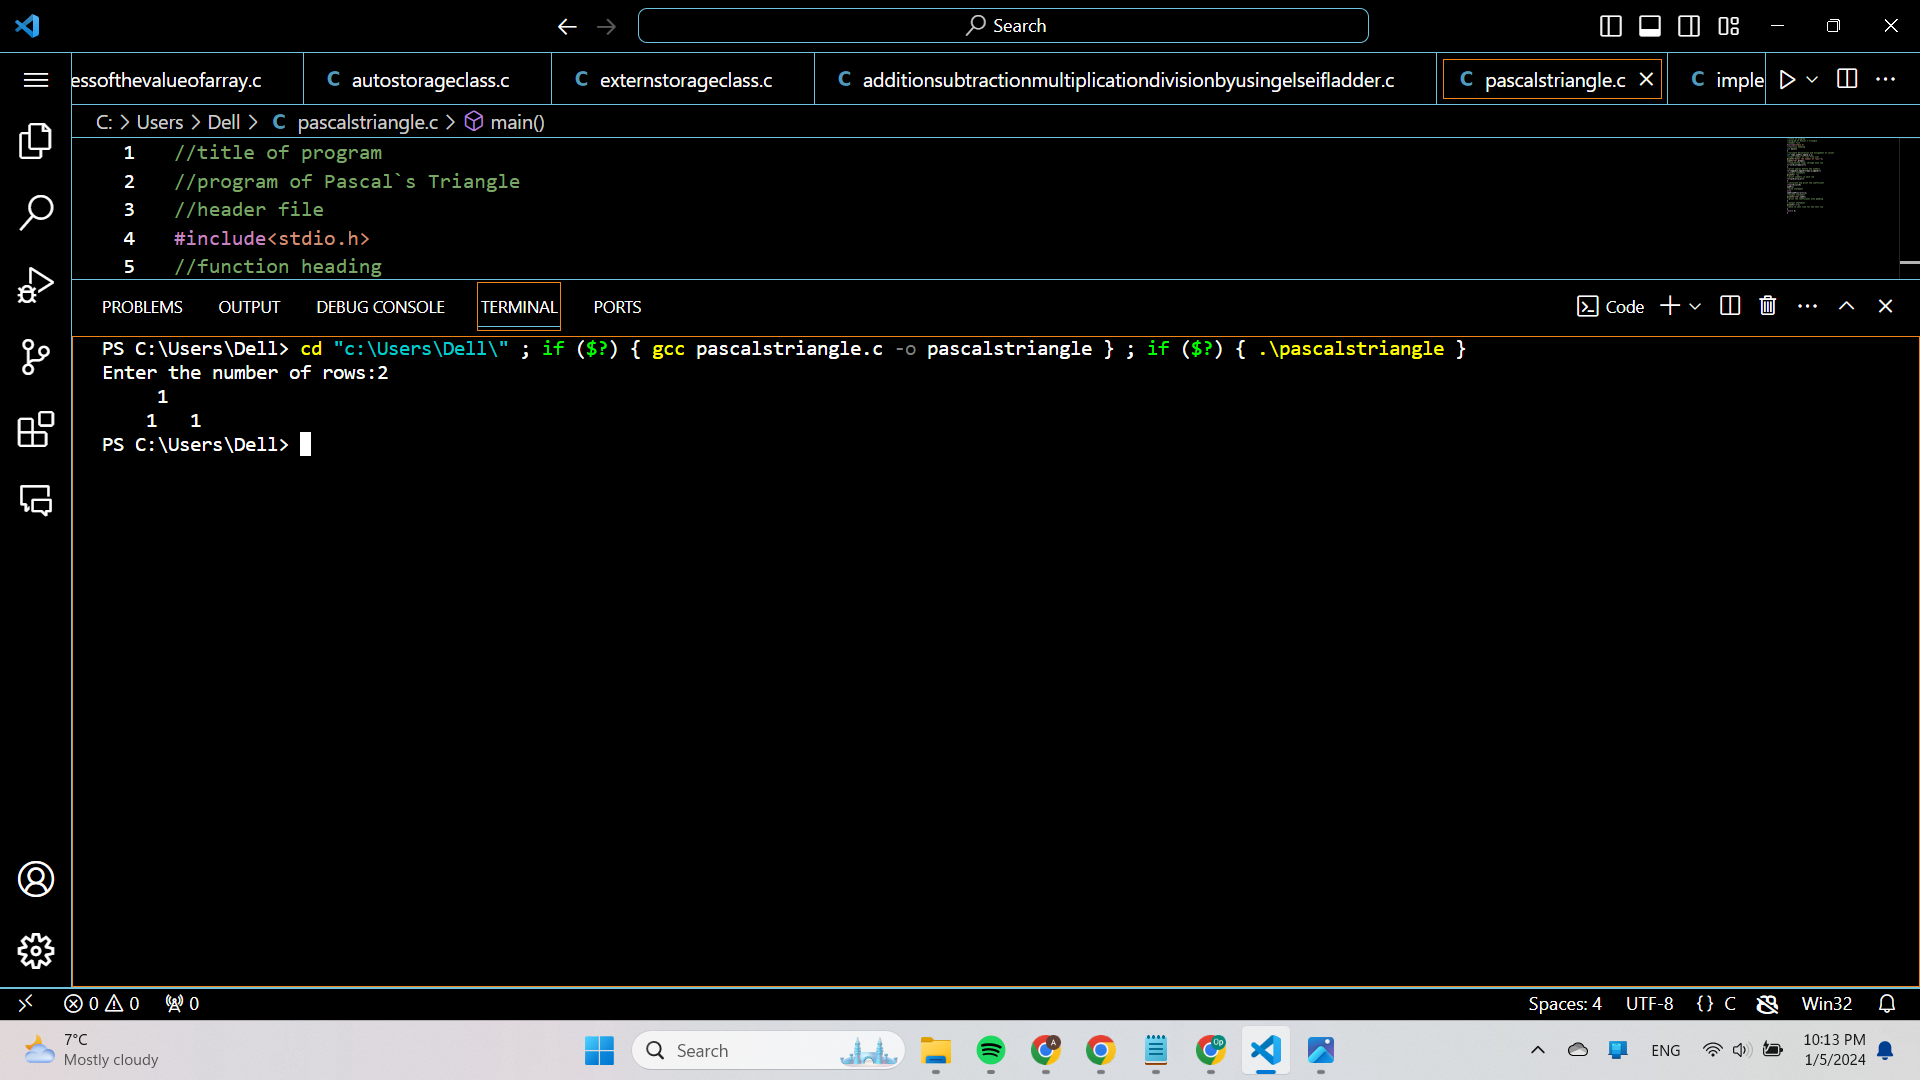 Search
essofthevalueofarray.c
C autostorageclass.c
C externstorageclass.c
C additionsubtractionmultiplicationdivisionbyusingelseifladder.c
C pascalstriangle.c
C imple
C: > Users > Dell > C pascalstriangle.c > main()
1 //title of program
2 //program of Pascal`s Triangle
3 //header file
4 #include<stdio.h>
5 //function heading
PROBLEMS OUTPUT DEBUG CONSOLE TERMINAL PORTS
Code
PS C:\Users\Dell> cd "c:\Users\Dell\" ; if ($?) { gcc pascalstriangle.c -o pascalstriangle } ; if ($?) { .\pascalstriangle }
Enter the number of rows:2
1
1 1
PS C:\Users\Dell>
0 0 0
Spaces: 4 UTF-8 {} C Win32
7°C
Mostly cloudy
Search
A
Op
ENG
10:13 PM
1/5/2024